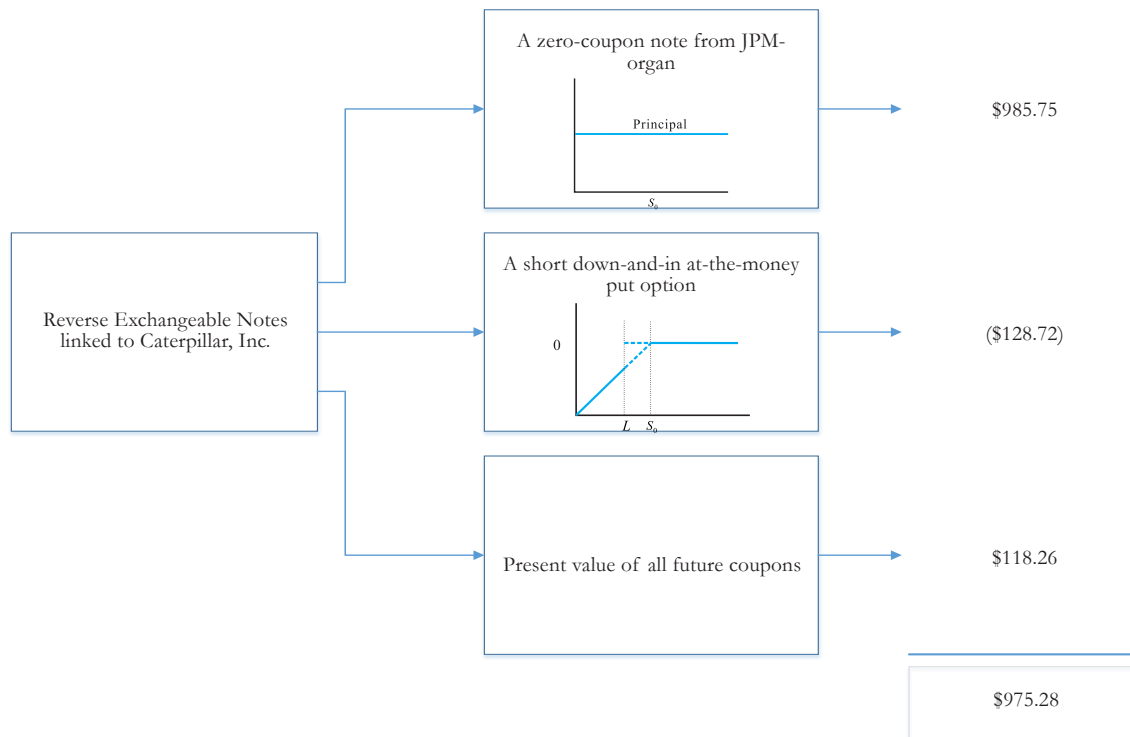 A zero-coupon note from JPM-
organ
Principal
S₀
$985.75
Reverse Exchangeable Notes
linked to Caterpillar, Inc.
A short down-and-in at-the-money
put option
0
L S₀
($128.72)
Present value of all future coupons
$118.26
$975.28